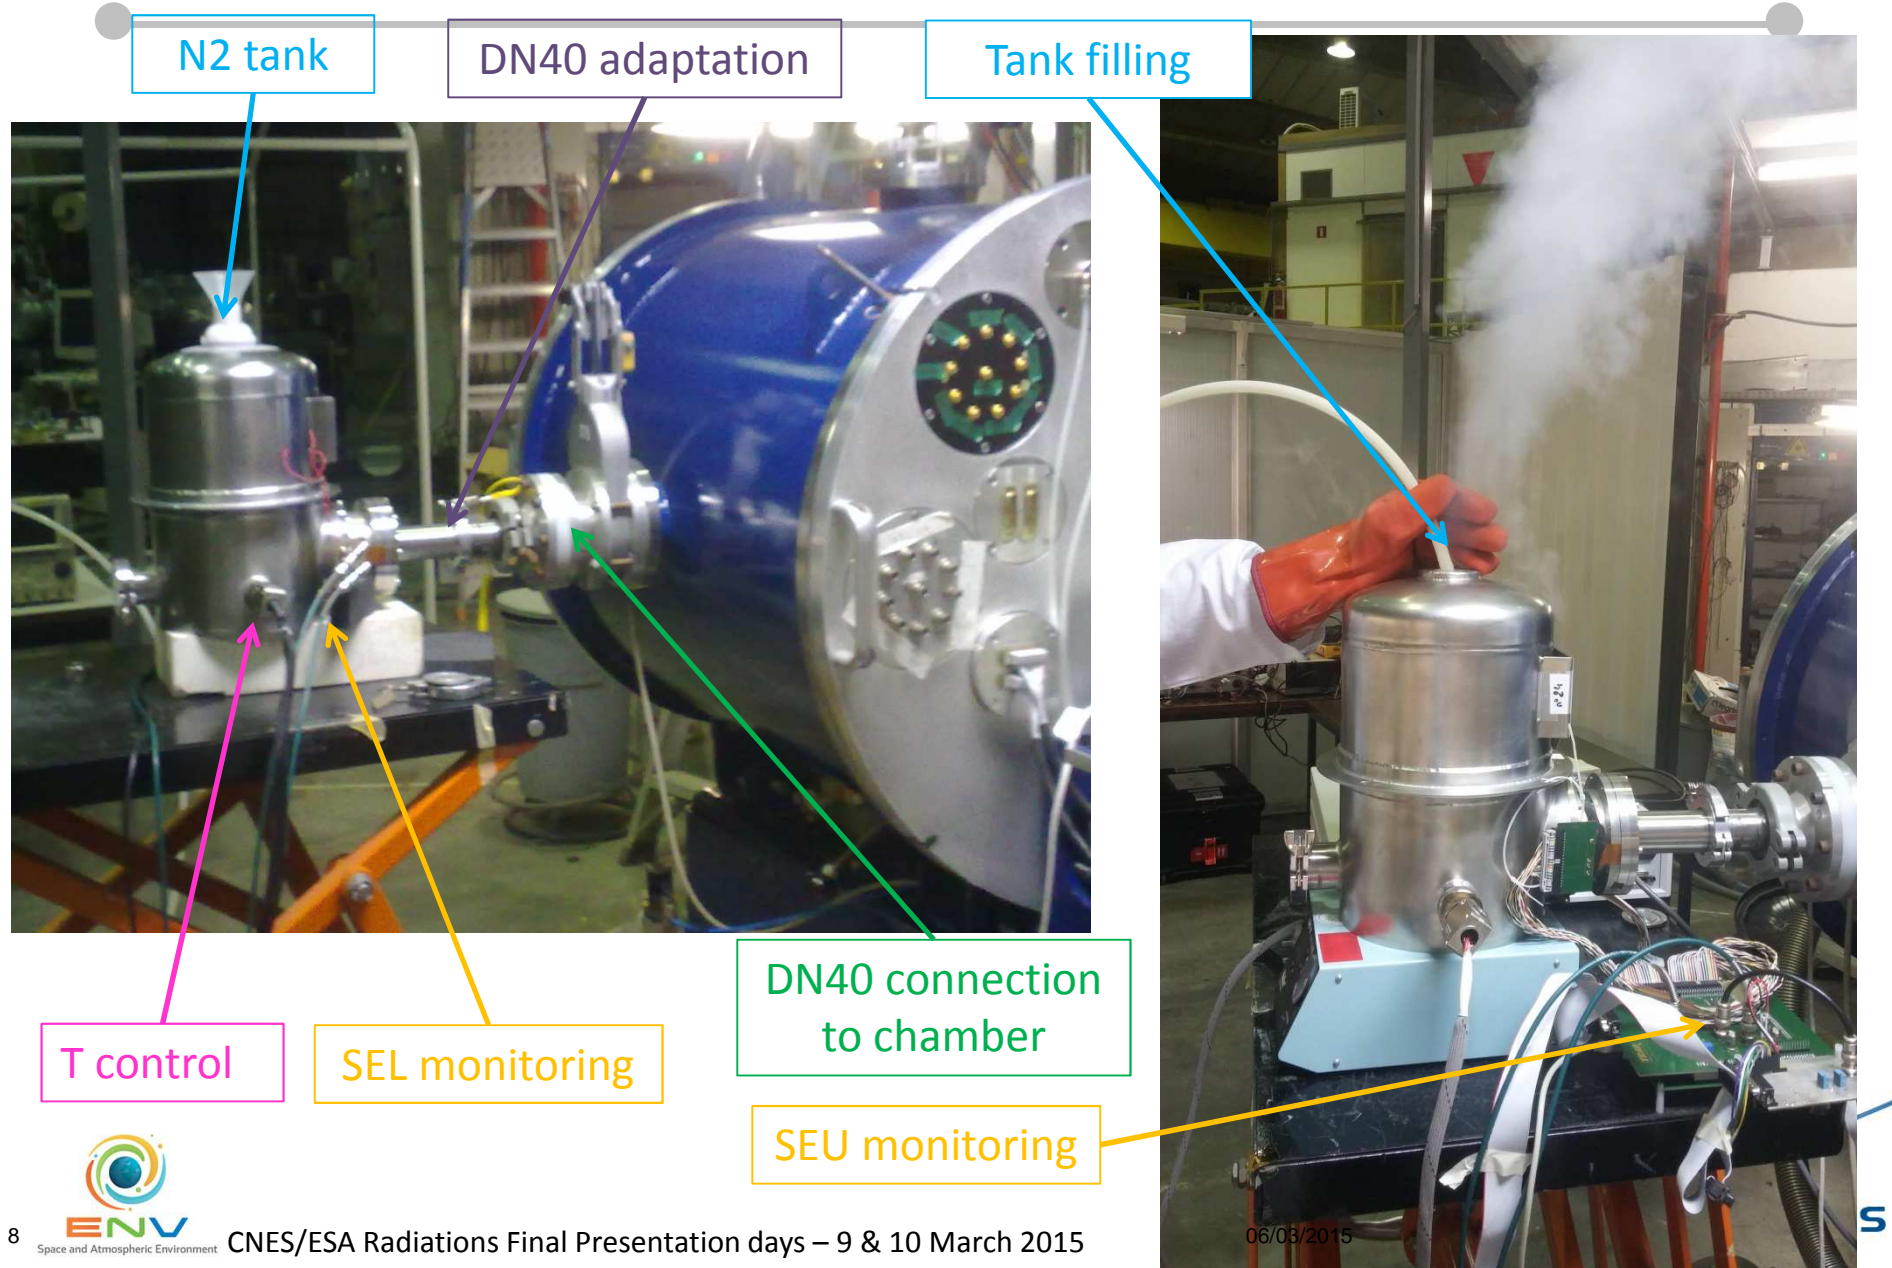 N2 tank
DN40 adaptation
Tank filling
T control
SEL monitoring
DN40 connection
to chamber
SEU monitoring
ENV
Space and Atmospheric Environment
8
CNES/ESA Radiations Final Presentation days – 9 & 10 March 2015
06/03/2015
S